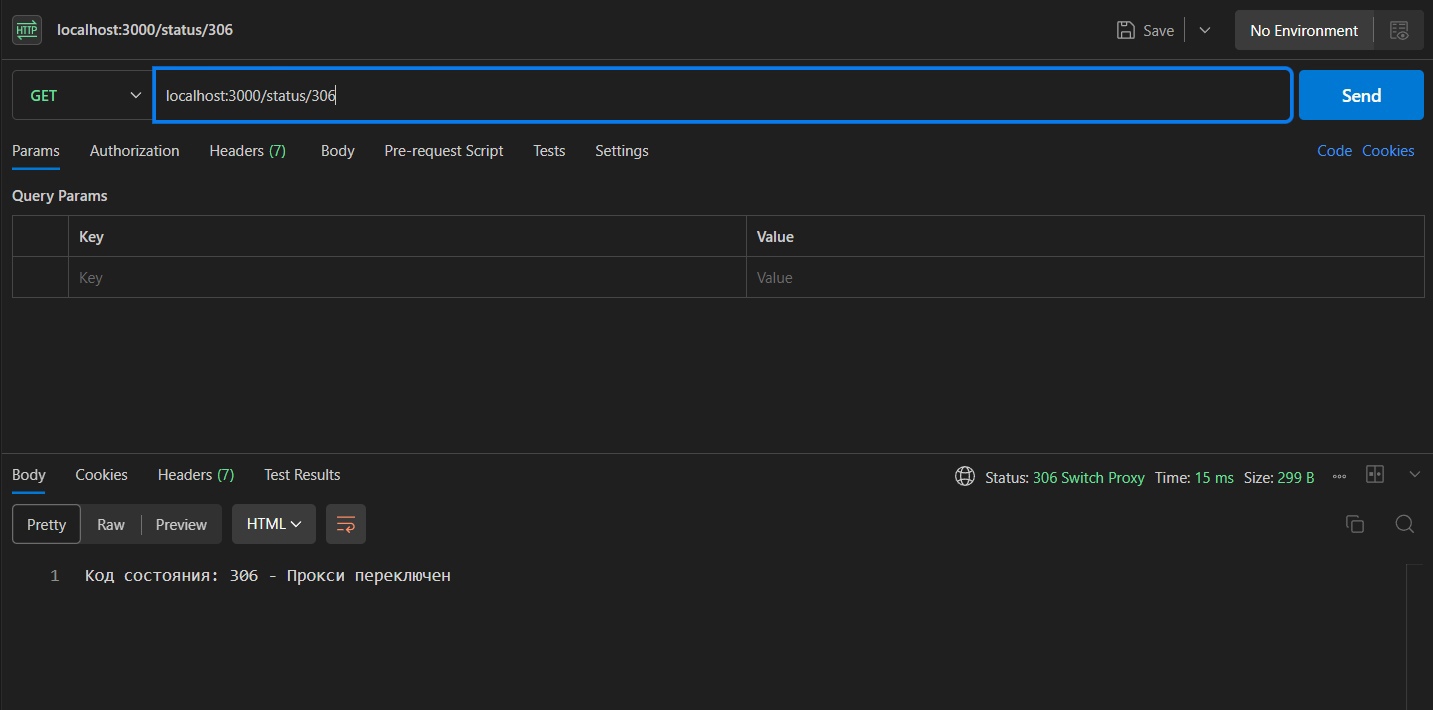 HTTP localhost:3000/status/306 Save No Environment
GET localhost:3000/status/306 Send
Params Authorization Headers (7) Body Pre-request Script Tests Settings Code Cookies
Query Params
Key Value
Key Value
Body Cookies Headers (7) Test Results Status: 306 Switch Proxy Time: 15 ms Size: 299 B
Pretty Raw Preview HTML
1 Код состояния: 306 - Прокси переключен